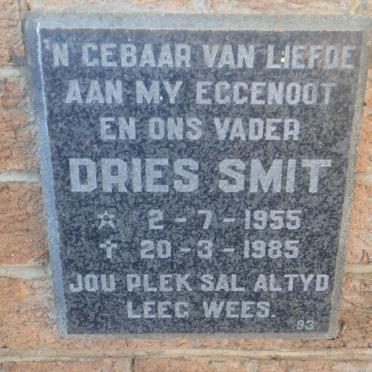 'N GEBAAR VAN LIEFDE
AAN MY EGGENOOT
EN ONS VADER
DRIES SMIT
☆ 2-7-1955
✝ 20-3-1985
JOU PLEK SAL ALTYD
LEEG WEES.
93